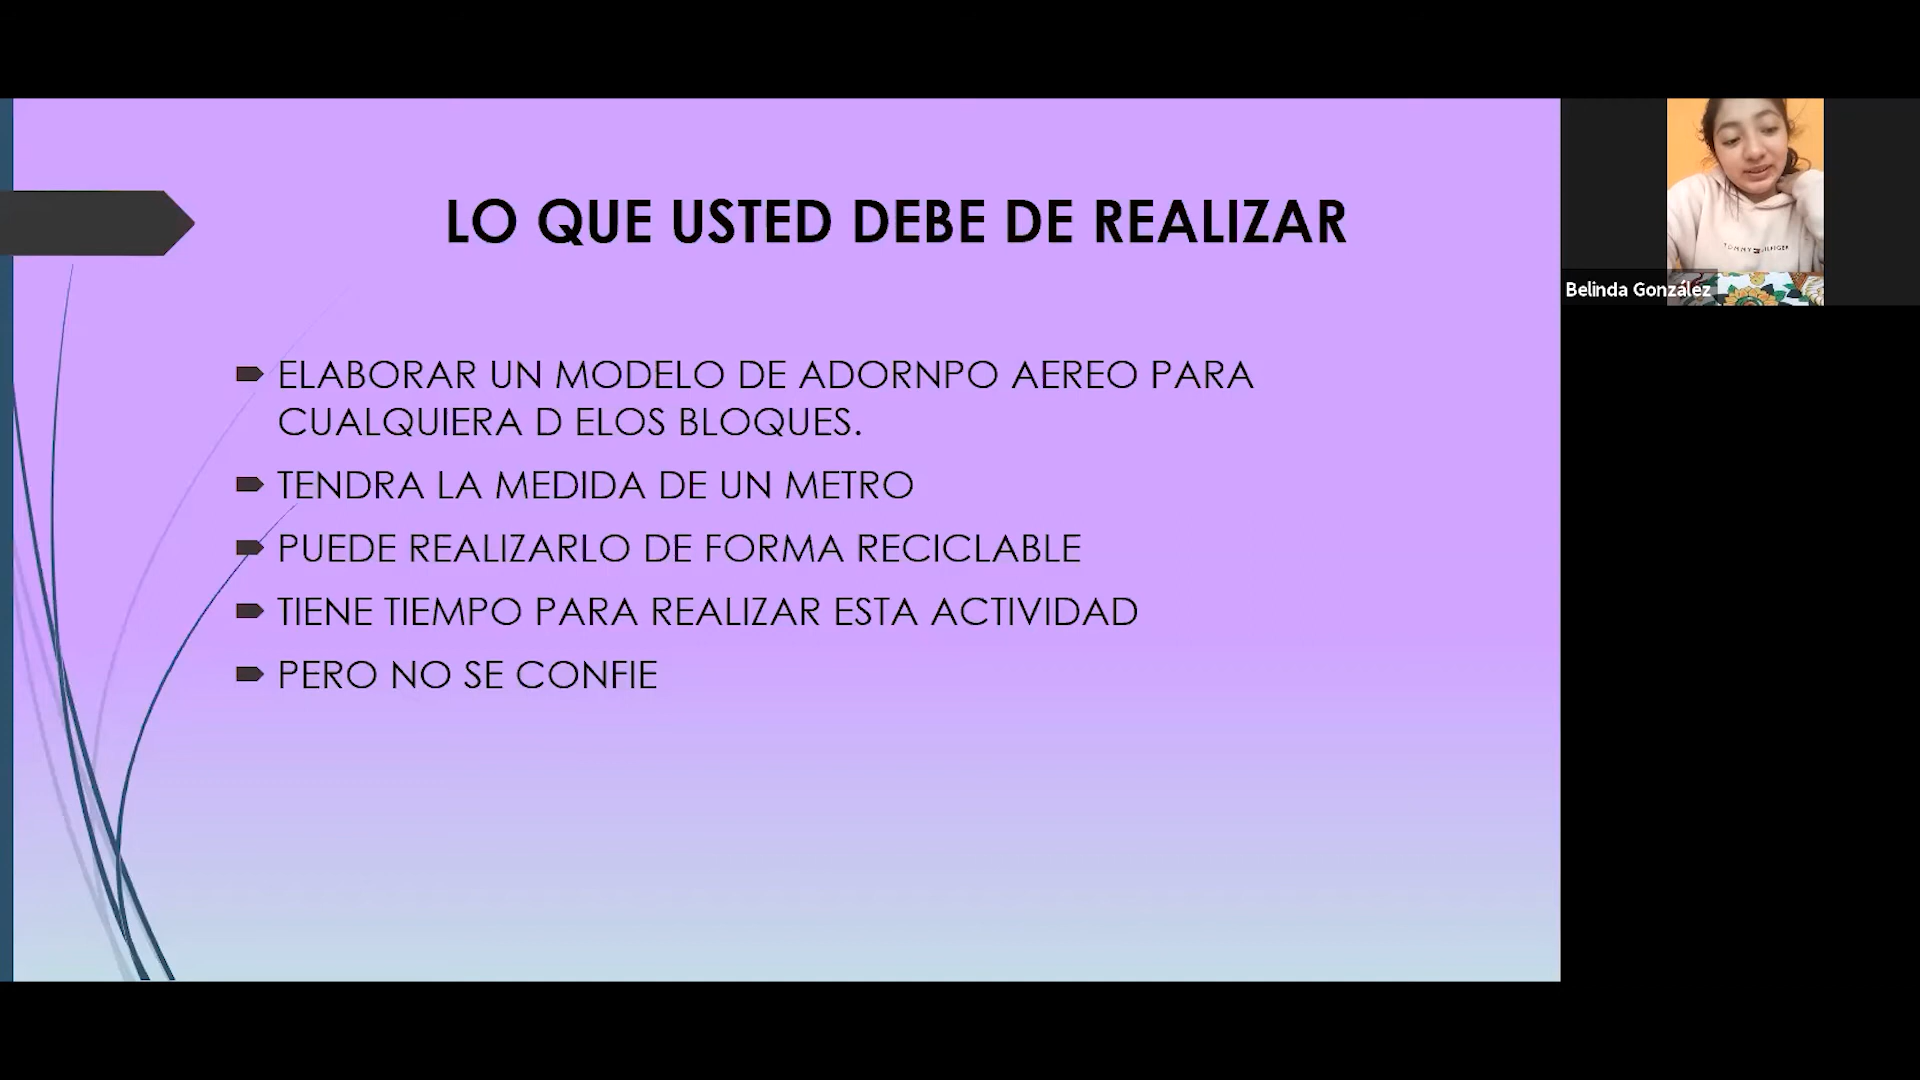 LO QUE USTED DEBE DE REALIZAR
ELABORAR UN MODELO DE ADORNPO AEREO PARA
CUALQUIERA D ELOS BLOQUES.
TENDRA LA MEDIDA DE UN METRO
PUEDE REALIZARLO DE FORMA RECICLABLE
TIENE TIEMPO PARA REALIZAR ESTA ACTIVIDAD
PERO NO SE CONFIE
TOMMY HILFIGER
Belinda González